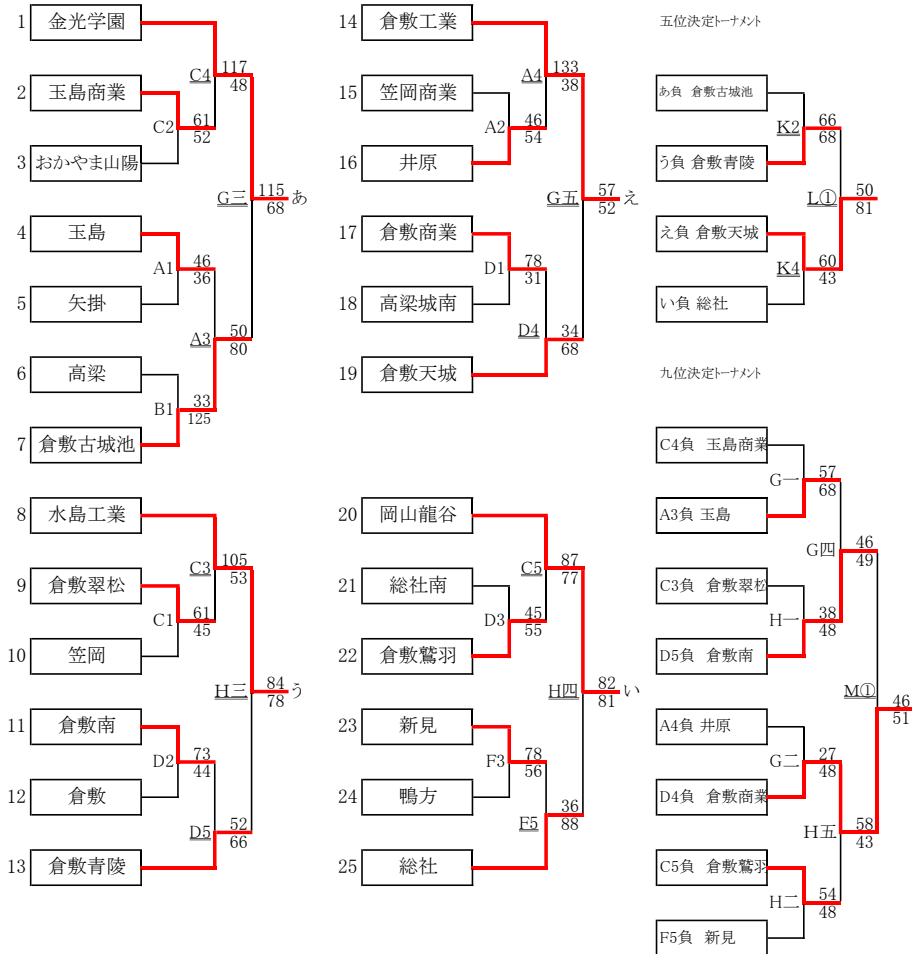 1 金光学園
C4 117
48
2 玉島商業
C2 61
52
3 おかやま山陽
G三 115
68 あ
4 玉島
A1 46
36
5 矢掛
A3 50
80
6 高梁
B1 33
125
7 倉敷古城池
8 水島工業
C3 105
53
9 倉敷翠松
C1 61
45
10 笠岡
H三 84
78 う
11 倉敷南
D2 73
44
12 倉敷
D5 52
66
13 倉敷青陵
14 倉敷工業
A4 133
38
15 笠岡商業
A2 46
54
16 井原
G五 57
52 え
17 倉敷商業
D1 78
31
18 高梁城南
D4 34
68
19 倉敷天城
20 岡山龍谷
C5 87
77
21 総社南
D3 45
55
22 倉敷鷲羽
H四 82
81 い
23 新見
F3 78
56
24 鴨方
F5 36
88
25 総社
五位決定トーナメント
あ負 倉敷古城池
K2 66
68
う負 倉敷青陵
L① 50
81
え負 倉敷天城
K4 60
43
い負 総社
九位決定トーナメント
C4負 玉島商業
G一 57
68
A3負 玉島
G四 46
49
C3負 倉敷翠松
H一 38
48
D5負 倉敷南
M① 46
51
A4負 井原
G二 27
48
D4負 倉敷商業
H五 58
43
C5負 倉敷鷲羽
H二 54
48
F5負 新見